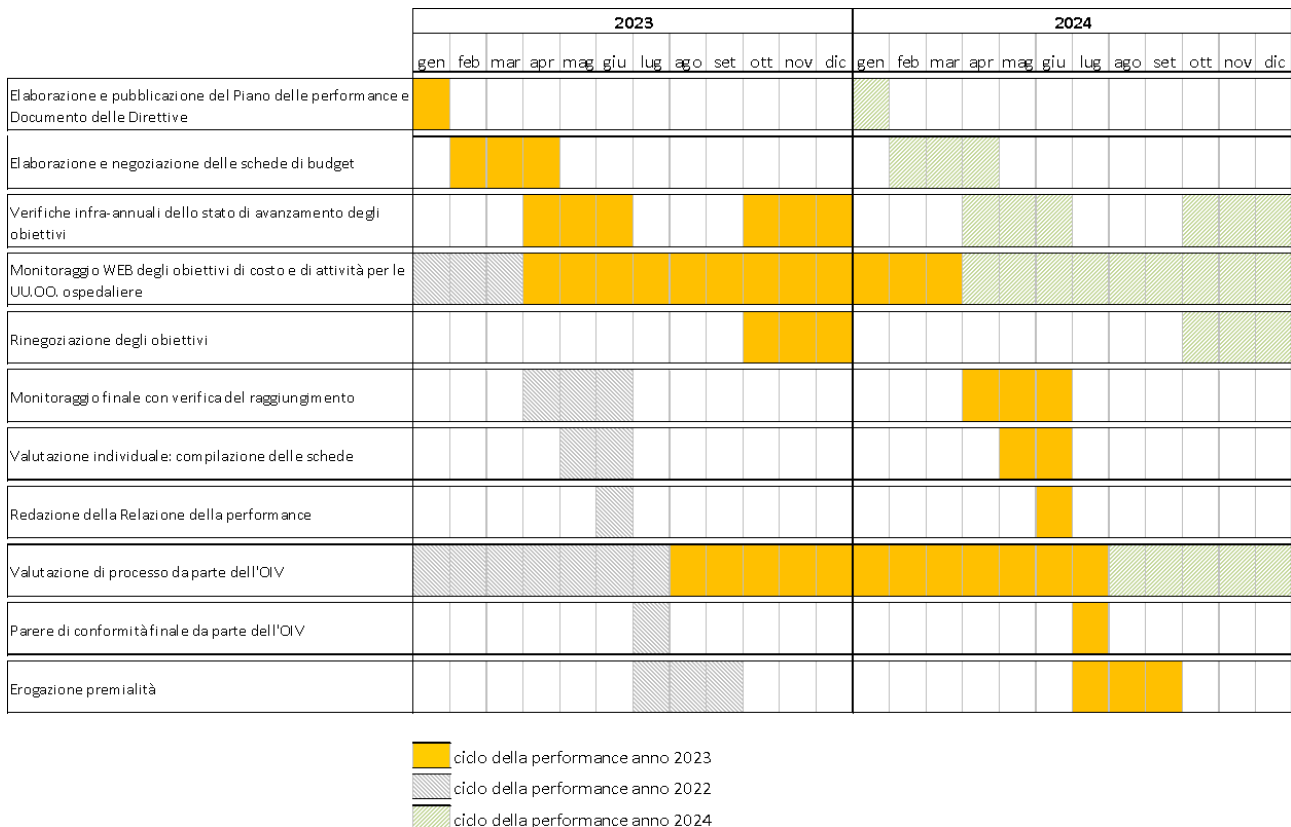 2023 2024
gen feb mar apr mag giu lug ago set ott nov dic gen feb mar apr mag giu lug ago set ott nov dic
Elaborazione e pubblicazione del Piano delle performance e
Documento delle Direttive
Elaborazione e negoziazione delle schede di budget
Verifiche infra-annuali dello stato di avanzamento degli
obiettivi
Monitoraggio WEB degli obiettivi di costo e di attività per le
UU.OO. ospedaliere
Rinegoziazione degli obiettivi
Monitoraggio finale con verifica del raggiungimento
Valutazione individuale: compilazione delle schede
Redazione della Relazione della performance
Valutazione di processo da parte dell'OIV
Parere di conformità finale da parte dell'OIV
Erogazione premialità
ciclo della performance anno 2023
ciclo della performance anno 2022
ciclo della performance anno 2024